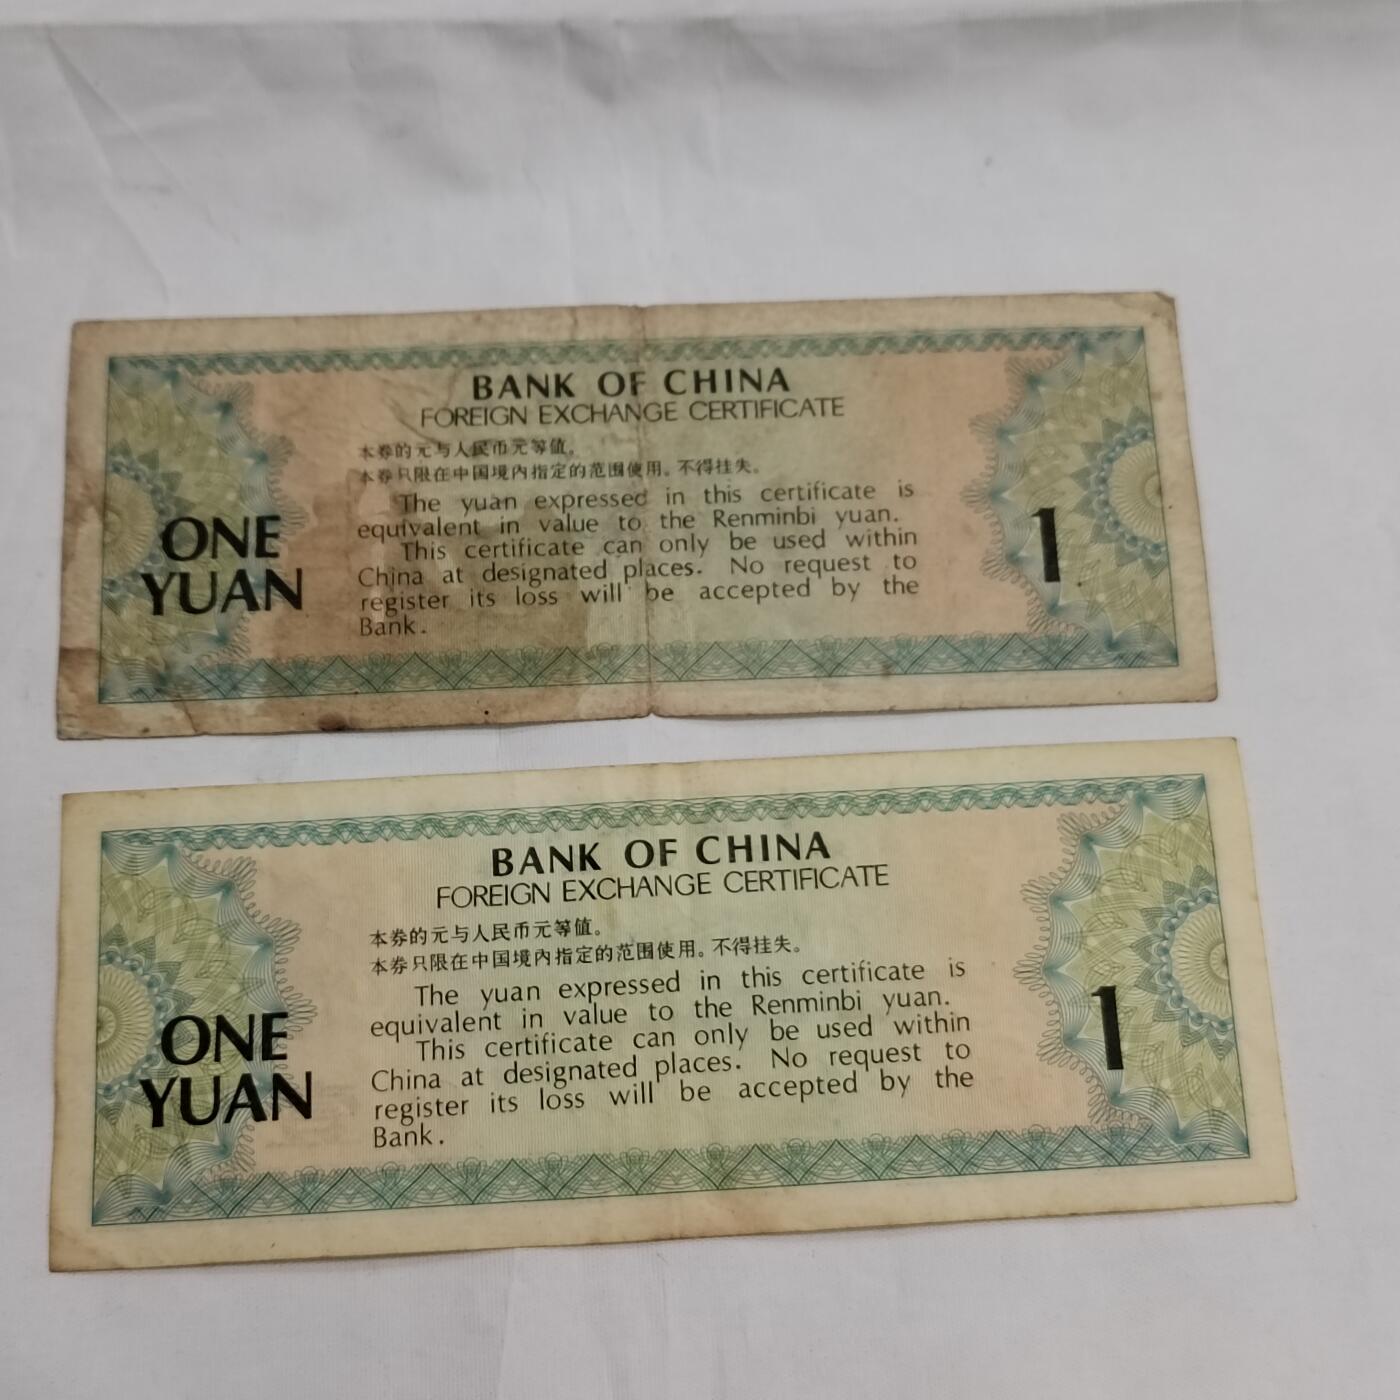 BANK OF CHINA
FOREIGN EXCHANGE CERTIFICATE
本券的元与人民币元等值。
本券只限在中国境内指定的范围使用。不得挂失。
The yuan expressed in this certificate is
equivalent in value to the Renminbi yuan.
This certificate can only be used within
China at designated places. No request to
register its loss will be accepted by the
Bank.
ONE
YUAN
1
BANK OF CHINA
FOREIGN EXCHANGE CERTIFICATE
本券的元与人民币元等值。
本券只限在中国境内指定的范围使用。不得挂失。
The yuan expressed in this certificate is
equivalent in value to the Renminbi yuan.
This certificate can only be used within
China at designated places. No request to
register its loss will be accepted by the
Bank.
ONE
YUAN
1